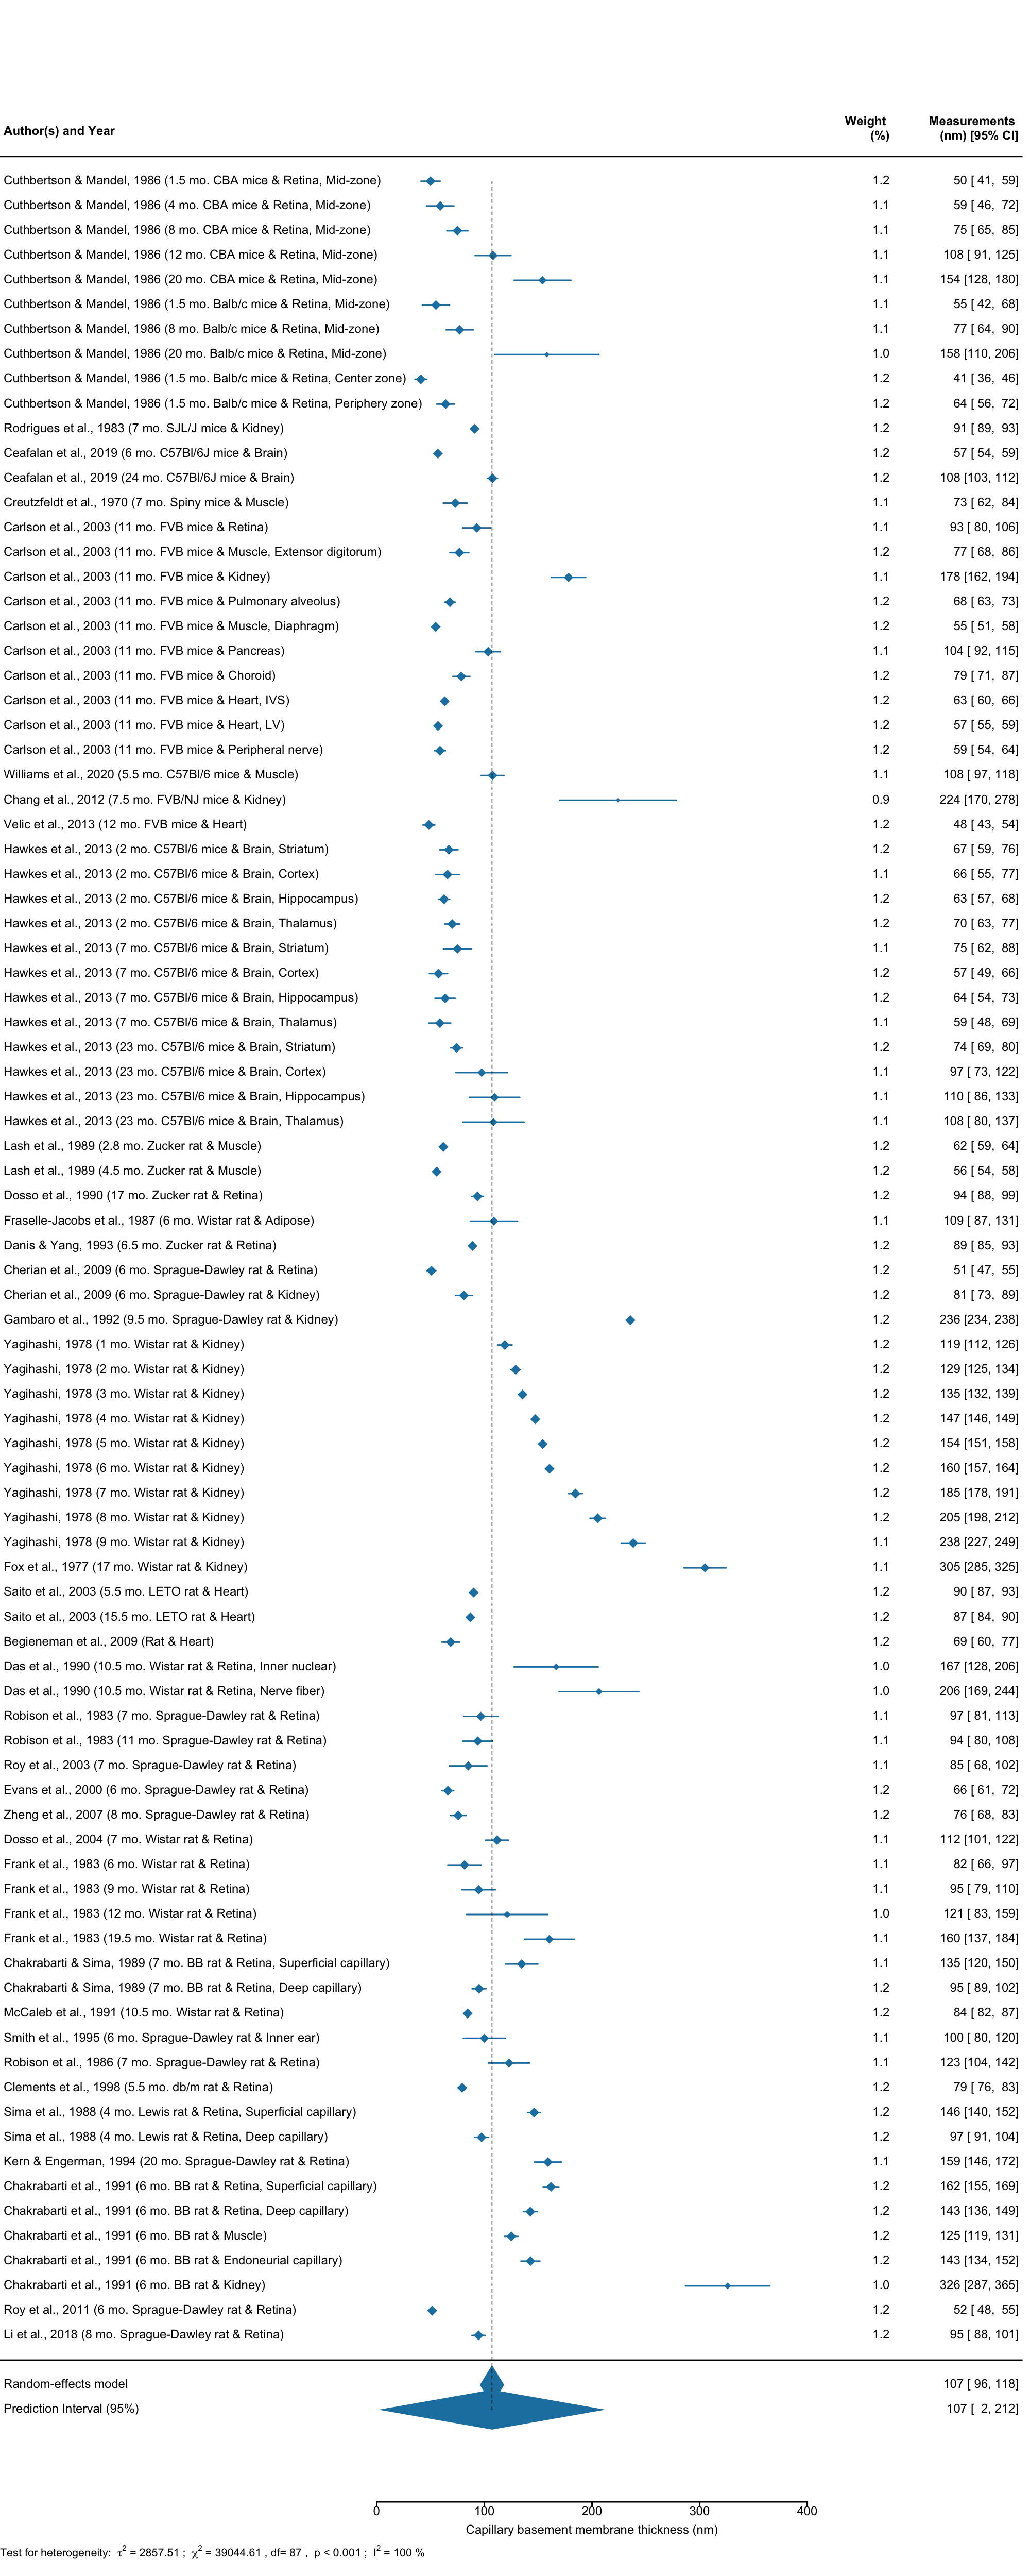 Author(s) and Year Weight (%) Measurements (nm) [95% CI]
Cuthbertson & Mandel, 1986 (1.5 mo. CBA mice & Retina, Mid-zone) 1.2 50 [ 41, 59]
Cuthbertson & Mandel, 1986 (4 mo. CBA mice & Retina, Mid-zone) 1.1 59 [ 46, 72]
Cuthbertson & Mandel, 1986 (8 mo. CBA mice & Retina, Mid-zone) 1.1 75 [ 65, 85]
Cuthbertson & Mandel, 1986 (12 mo. CBA mice & Retina, Mid-zone) 1.1 108 [ 91, 125]
Cuthbertson & Mandel, 1986 (20 mo. CBA mice & Retina, Mid-zone) 1.1 154 [128, 180]
Cuthbertson & Mandel, 1986 (1.5 mo. Balb/c mice & Retina, Mid-zone) 1.1 55 [ 42, 68]
Cuthbertson & Mandel, 1986 (8 mo. Balb/c mice & Retina, Mid-zone) 1.1 77 [ 64, 90]
Cuthbertson & Mandel, 1986 (20 mo. Balb/c mice & Retina, Mid-zone) 1.0 158 [110, 206]
Cuthbertson & Mandel, 1986 (1.5 mo. Balb/c mice & Retina, Center zone) 1.2 41 [ 36, 46]
Cuthbertson & Mandel, 1986 (1.5 mo. Balb/c mice & Retina, Periphery zone) 1.2 64 [ 56, 72]
Rodrigues et al., 1983 (7 mo. SJL/J mice & Kidney) 1.2 91 [ 89, 93]
Ceafalan et al., 2019 (6 mo. C57Bl/6J mice & Brain) 1.2 57 [ 54, 59]
Ceafalan et al., 2019 (24 mo. C57Bl/6J mice & Brain) 1.2 108 [103, 112]
Creutzfeldt et al., 1970 (7 mo. Spiny mice & Muscle) 1.1 73 [ 62, 84]
Carlson et al., 2003 (11 mo. FVB mice & Retina) 1.1 93 [ 80, 106]
Carlson et al., 2003 (11 mo. FVB mice & Muscle, Extensor digitorum) 1.2 77 [ 68, 86]
Carlson et al., 2003 (11 mo. FVB mice & Kidney) 1.1 178 [162, 194]
Carlson et al., 2003 (11 mo. FVB mice & Pulmonary alveolus) 1.2 68 [ 63, 73]
Carlson et al., 2003 (11 mo. FVB mice & Muscle, Diaphragm) 1.2 55 [ 51, 58]
Carlson et al., 2003 (11 mo. FVB mice & Pancreas) 1.1 104 [ 92, 115]
Carlson et al., 2003 (11 mo. FVB mice & Choroid) 1.2 79 [ 71, 87]
Carlson et al., 2003 (11 mo. FVB mice & Heart, IVS) 1.2 63 [ 60, 66]
Carlson et al., 2003 (11 mo. FVB mice & Heart, LV) 1.2 57 [ 55, 59]
Carlson et al., 2003 (11 mo. FVB mice & Peripheral nerve) 1.2 59 [ 54, 64]
Williams et al., 2020 (5.5 mo. C57Bl/6 mice & Muscle) 1.1 108 [ 97, 118]
Chang et al., 2012 (7.5 mo. FVB/NJ mice & Kidney) 0.9 224 [170, 278]
Velic et al., 2013 (12 mo. FVB mice & Heart) 1.2 48 [ 43, 54]
Hawkes et al., 2013 (2 mo. C57Bl/6 mice & Brain, Striatum) 1.2 67 [ 59, 76]
Hawkes et al., 2013 (2 mo. C57Bl/6 mice & Brain, Cortex) 1.1 66 [ 55, 77]
Hawkes et al., 2013 (2 mo. C57Bl/6 mice & Brain, Hippocampus) 1.2 63 [ 57, 68]
Hawkes et al., 2013 (2 mo. C57Bl/6 mice & Brain, Thalamus) 1.2 70 [ 63, 77]
Hawkes et al., 2013 (7 mo. C57Bl/6 mice & Brain, Striatum) 1.1 75 [ 62, 88]
Hawkes et al., 2013 (7 mo. C57Bl/6 mice & Brain, Cortex) 1.2 57 [ 49, 66]
Hawkes et al., 2013 (7 mo. C57Bl/6 mice & Brain, Hippocampus) 1.2 64 [ 54, 73]
Hawkes et al., 2013 (7 mo. C57Bl/6 mice & Brain, Thalamus) 1.1 59 [ 48, 69]
Hawkes et al., 2013 (23 mo. C57Bl/6 mice & Brain, Striatum) 1.2 74 [ 69, 80]
Hawkes et al., 2013 (23 mo. C57Bl/6 mice & Brain, Cortex) 1.1 97 [ 73, 122]
Hawkes et al., 2013 (23 mo. C57Bl/6 mice & Brain, Hippocampus) 1.1 110 [ 86, 133]
Hawkes et al., 2013 (23 mo. C57Bl/6 mice & Brain, Thalamus) 1.1 108 [ 80, 137]
Lash et al., 1989 (2.8 mo. Zucker rat & Muscle) 1.2 62 [ 59, 64]
Lash et al., 1989 (4.5 mo. Zucker rat & Muscle) 1.2 56 [ 54, 58]
Dosso et al., 1990 (17 mo. Zucker rat & Retina) 1.2 94 [ 88, 99]
Fraselle-Jacobs et al., 1987 (6 mo. Wistar rat & Adipose) 1.1 109 [ 87, 131]
Danis & Yang, 1993 (6.5 mo. Zucker rat & Retina) 1.2 89 [ 85, 93]
Cherian et al., 2009 (6 mo. Sprague-Dawley rat & Retina) 1.2 51 [ 47, 55]
Cherian et al., 2009 (6 mo. Sprague-Dawley rat & Kidney) 1.2 81 [ 73, 89]
Gambaro et al., 1992 (9.5 mo. Sprague-Dawley rat & Kidney) 1.2 236 [234, 238]
Yagihashi, 1978 (1 mo. Wistar rat & Kidney) 1.2 119 [112, 126]
Yagihashi, 1978 (2 mo. Wistar rat & Kidney) 1.2 129 [125, 134]
Yagihashi, 1978 (3 mo. Wistar rat & Kidney) 1.2 135 [132, 139]
Yagihashi, 1978 (4 mo. Wistar rat & Kidney) 1.2 147 [146, 149]
Yagihashi, 1978 (5 mo. Wistar rat & Kidney) 1.2 154 [151, 158]
Yagihashi, 1978 (6 mo. Wistar rat & Kidney) 1.2 160 [157, 164]
Yagihashi, 1978 (7 mo. Wistar rat & Kidney) 1.2 185 [178, 191]
Yagihashi, 1978 (8 mo. Wistar rat & Kidney) 1.2 205 [198, 212]
Yagihashi, 1978 (9 mo. Wistar rat & Kidney) 1.1 238 [227, 249]
Fox et al., 1977 (17 mo. Wistar rat & Kidney) 1.1 305 [285, 325]
Saito et al., 2003 (5.5 mo. LETO rat & Heart) 1.2 90 [ 87, 93]
Saito et al., 2003 (15.5 mo. LETO rat & Heart) 1.2 87 [ 84, 90]
Begieneman et al., 2009 (Rat & Heart) 1.2 69 [ 60, 77]
Das et al., 1990 (10.5 mo. Wistar rat & Retina, Inner nuclear) 1.0 167 [128, 206]
Das et al., 1990 (10.5 mo. Wistar rat & Retina, Nerve fiber) 1.0 206 [169, 244]
Robison et al., 1983 (7 mo. Sprague-Dawley rat & Retina) 1.1 97 [ 81, 113]
Robison et al., 1983 (11 mo. Sprague-Dawley rat & Retina) 1.1 94 [ 80, 108]
Roy et al., 2003 (7 mo. Sprague-Dawley rat & Retina) 1.1 85 [ 68, 102]
Evans et al., 2000 (6 mo. Sprague-Dawley rat & Retina) 1.2 66 [ 61, 72]
Zheng et al., 2007 (8 mo. Sprague-Dawley rat & Retina) 1.2 76 [ 68, 83]
Dosso et al., 2004 (7 mo. Wistar rat & Retina) 1.1 112 [101, 122]
Frank et al., 1983 (6 mo. Wistar rat & Retina) 1.1 82 [ 66, 97]
Frank et al., 1983 (9 mo. Wistar rat & Retina) 1.1 95 [ 79, 110]
Frank et al., 1983 (12 mo. Wistar rat & Retina) 1.0 121 [ 83, 159]
Frank et al., 1983 (19.5 mo. Wistar rat & Retina) 1.1 160 [137, 184]
Chakrabarti & Sima, 1989 (7 mo. BB rat & Retina, Superficial capillary) 1.1 135 [120, 150]
Chakrabarti & Sima, 1989 (7 mo. BB rat & Retina, Deep capillary) 1.2 95 [ 89, 102]
McCaleb et al., 1991 (10.5 mo. Wistar rat & Retina) 1.2 84 [ 82, 87]
Smith et al., 1995 (6 mo. Sprague-Dawley rat & Inner ear) 1.1 100 [ 80, 120]
Robison et al., 1986 (7 mo. Sprague-Dawley rat & Retina) 1.1 123 [104, 142]
Clements et al., 1998 (5.5 mo. db/m rat & Retina) 1.2 79 [ 76, 83]
Sima et al., 1988 (4 mo. Lewis rat & Retina, Superficial capillary) 1.2 146 [140, 152]
Sima et al., 1988 (4 mo. Lewis rat & Retina, Deep capillary) 1.2 97 [ 91, 104]
Kern & Engerman, 1994 (20 mo. Sprague-Dawley rat & Retina) 1.1 159 [146, 172]
Chakrabarti et al., 1991 (6 mo. BB rat & Retina, Superficial capillary) 1.2 162 [155, 169]
Chakrabarti et al., 1991 (6 mo. BB rat & Retina, Deep capillary) 1.2 143 [136, 149]
Chakrabarti et al., 1991 (6 mo. BB rat & Muscle) 1.2 125 [119, 131]
Chakrabarti et al., 1991 (6 mo. BB rat & Endoneurial capillary) 1.2 143 [134, 152]
Chakrabarti et al., 1991 (6 mo. BB rat & Kidney) 1.0 326 [287, 365]
Roy et al., 2011 (6 mo. Sprague-Dawley rat & Retina) 1.2 52 [ 48, 55]
Li et al., 2018 (8 mo. Sprague-Dawley rat & Retina) 1.2 95 [ 88, 101]
Random-effects model 107 [ 96, 118]
Prediction Interval (95%) 107 [ 2, 212]
0 100 200 300 400
Capillary basement membrane thickness (nm)
Test for heterogeneity: τ² = 2857.51 ; χ² = 39044.61 , df= 87 , p < 0.001 ; I² = 100 %